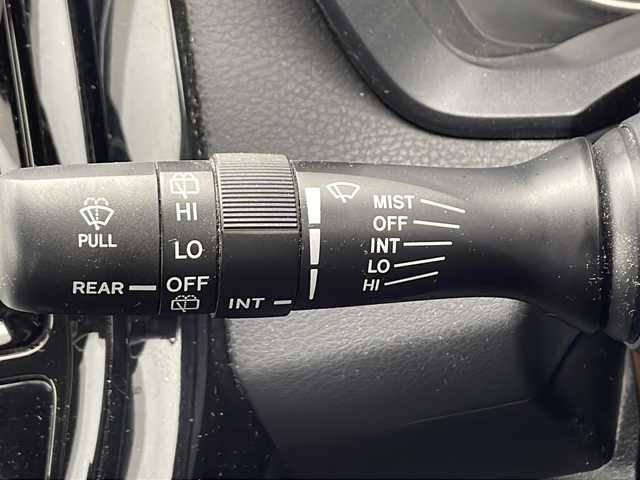 PULL
REAR
HI
LO
OFF
INT
MIST
OFF
INT
LO
HI